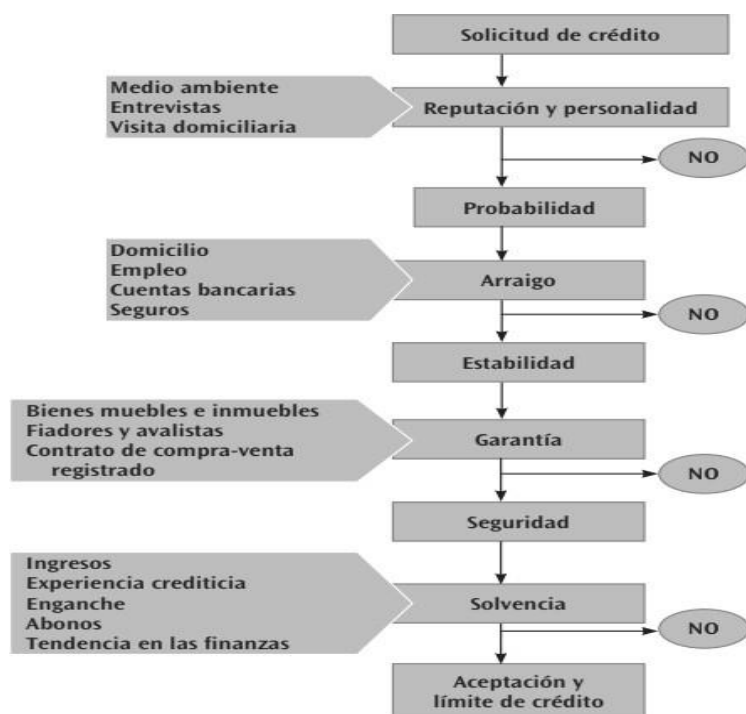 Solicitud de crédito
Medio ambiente
Entrevistas
Visita domiciliaria
Reputación y personalidad
NO
Probabilidad
Domicilio
Empleo
Cuentas bancarias
Seguros
Arraigo
NO
Estabilidad
Bienes muebles e inmuebles
Fiadores y avalistas
Contrato de compra-venta
registrado
Garantía
NO
Seguridad
Ingresos
Experiencia crediticia
Enganche
Abonos
Tendencia en las finanzas
Solvencia
NO
Aceptación y
límite de crédito